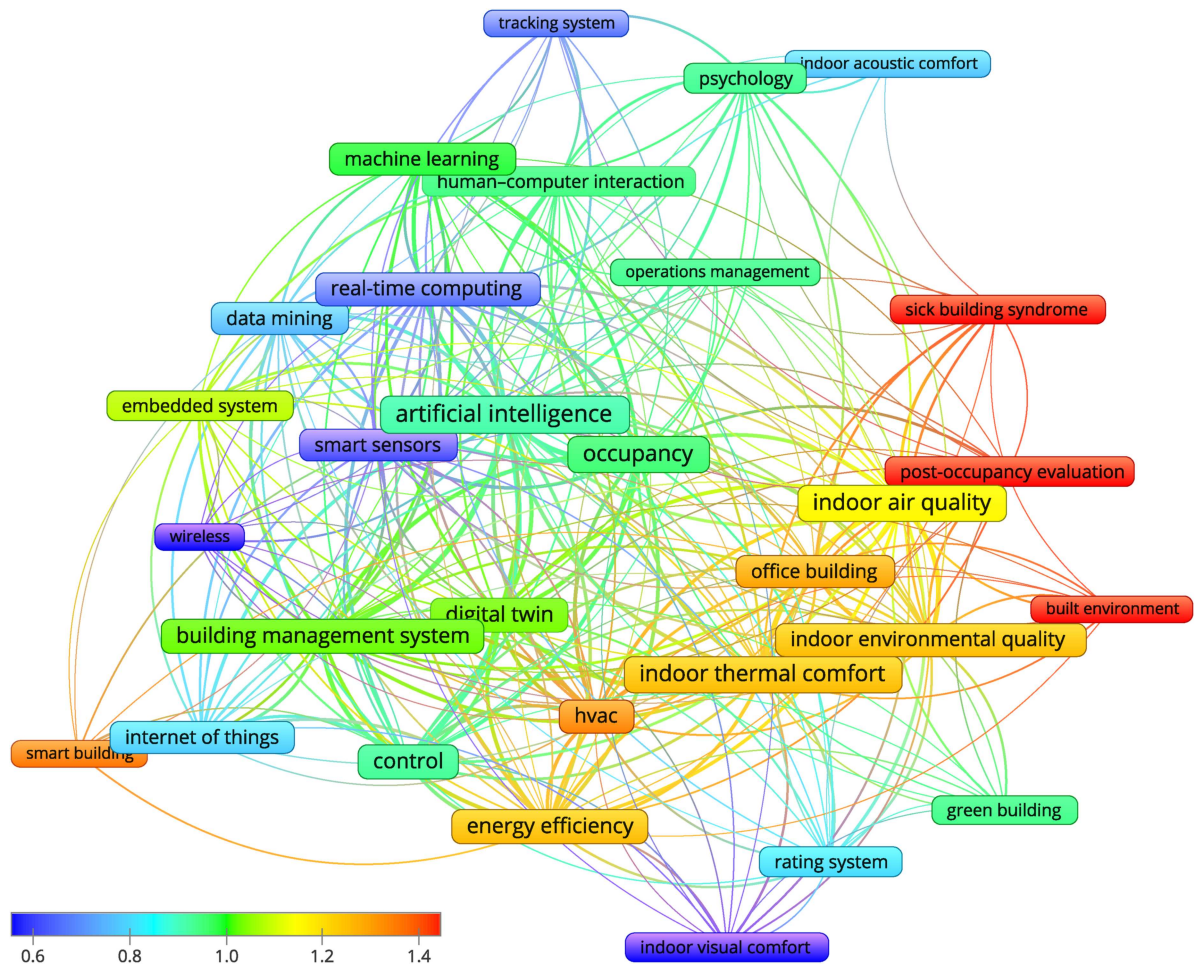 tracking system
indoor acoustic comfort
psychology
machine learning
human–computer interaction
operations management
real-time computing
sick building syndrome
data mining
embedded system
artificial intelligence
smart sensors
occupancy
post-occupancy evaluation
indoor air quality
wireless
office building
built environment
digital twin
building management system
indoor environmental quality
indoor thermal comfort
hvac
internet of things
smart building
control
green building
energy efficiency
rating system
indoor visual comfort
0.6 0.8 1.0 1.2 1.4